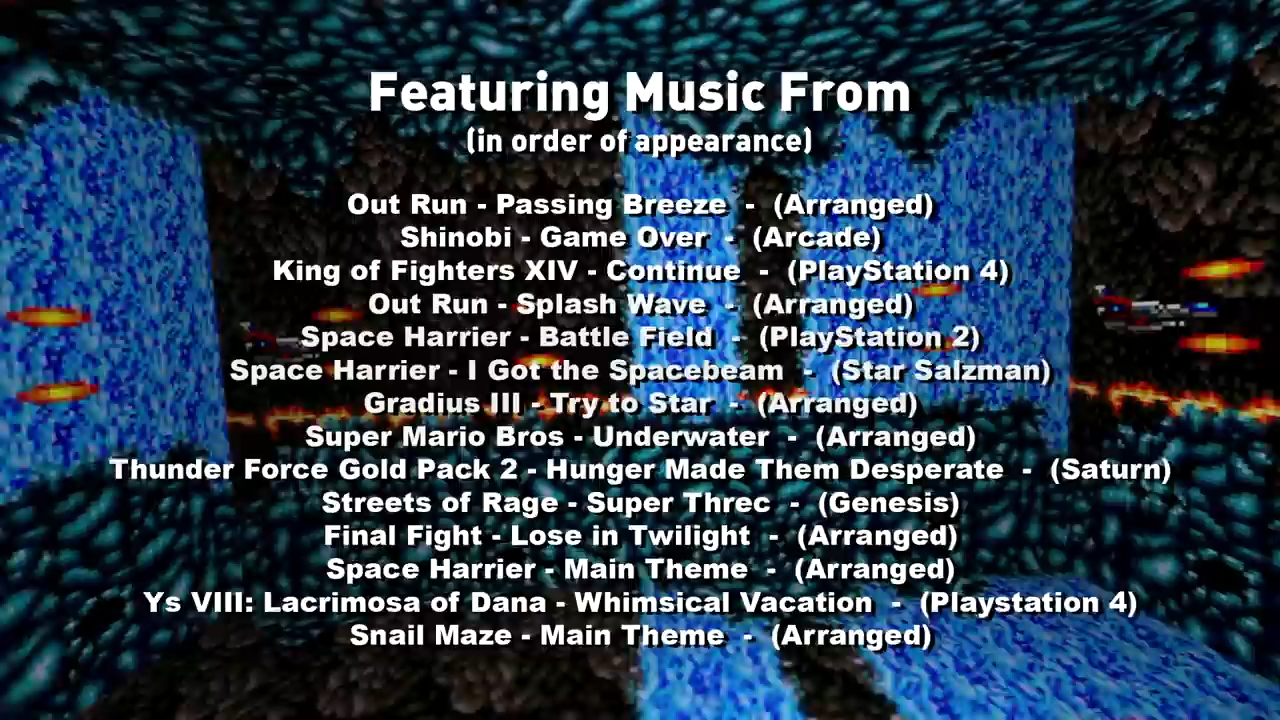 Featuring Music From
(in order of appearance)
Out Run - Passing Breeze - (Arranged)
Shinobi - Game Over - (Arcade)
King of Fighters XIV - Continue - (PlayStation 4)
Out Run - Splash Wave - (Arranged)
Space Harrier - Battle Field - (PlayStation 2)
Space Harrier - I Got the Spacebeam - (Star Salzman)
Gradius III - Try to Star - (Arranged)
Super Mario Bros - Underwater - (Arranged)
Thunder Force Gold Pack 2 - Hunger Made Them Desperate - (Saturn)
Streets of Rage - Super Threc - (Genesis)
Final Fight - Lose in Twilight - (Arranged)
Space Harrier - Main Theme - (Arranged)
Ys VIII: Lacrimosa of Dana - Whimsical Vacation - (Playstation 4)
Snail Maze - Main Theme - (Arranged)